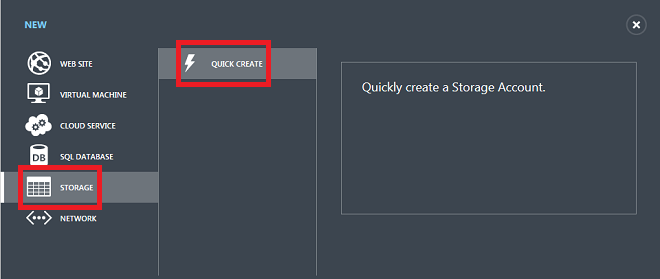 NEW
WEB SITE
VIRTUAL MACHINE
CLOUD SERVICE
DB
SQL DATABASE
STORAGE
NETWORK
QUICK CREATE
Quickly create a Storage Account.